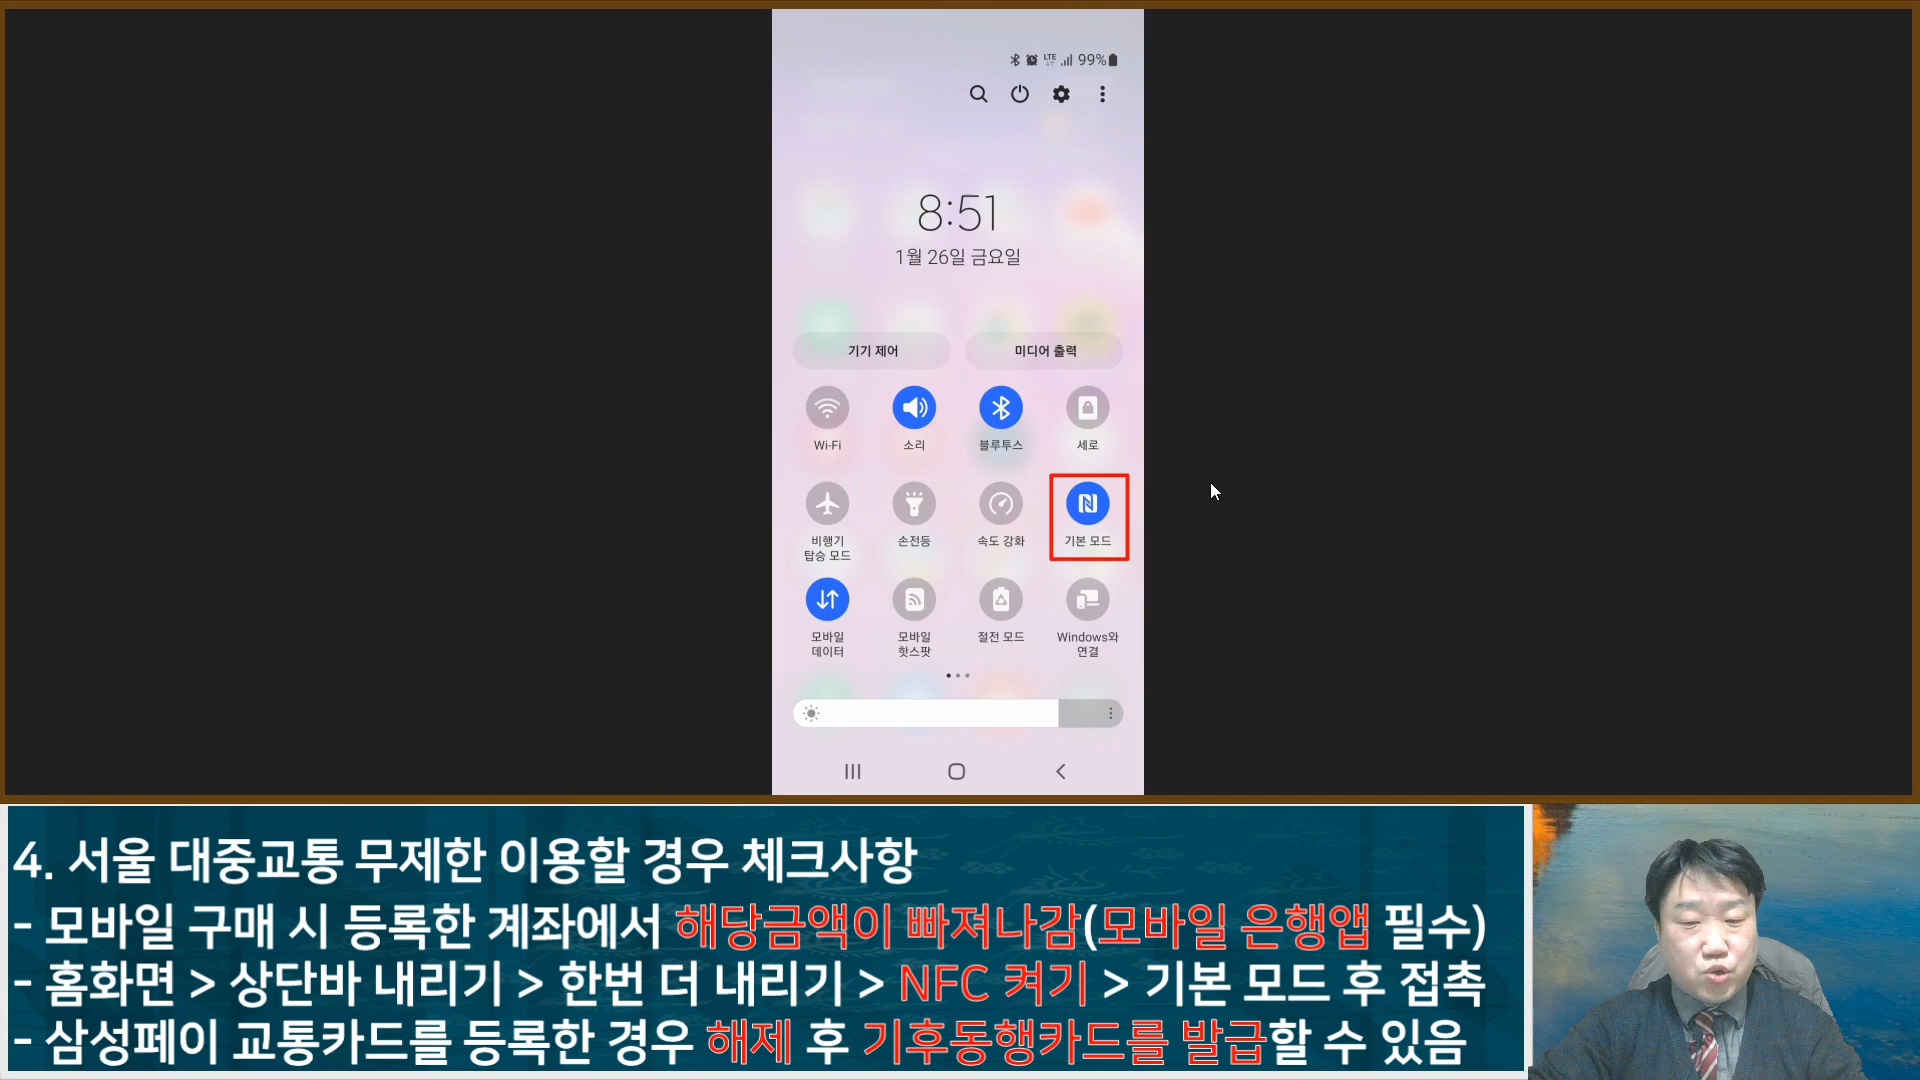 LTE 99%
8:51
1월 26일 금요일
기기 제어 미디어 출력
Wi-Fi 소리 블루투스 세로
비행기 탑승 모드 손전등 속도 강화 기본 모드
모바일 데이터 모바일 핫스팟 절전 모드 Windows와 연결
4. 서울 대중교통 무제한 이용할 경우 체크사항
- 모바일 구매 시 등록한 계좌에서 해당금액이 빠져나감(모바일 은행앱 필수)
- 홈화면 > 상단바 내리기 > 한번 더 내리기 > NFC 켜기 > 기본 모드 후 접촉
- 삼성페이 교통카드를 등록한 경우 해제 후 기후동행카드를 발급할 수 있음